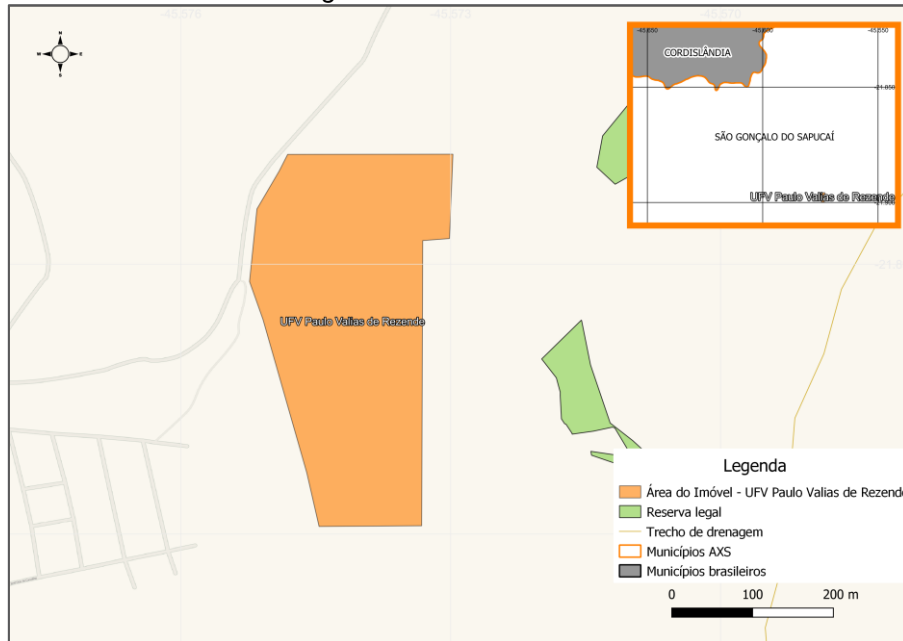 -45.578
-45.573
-45.570
N
W
E
S
-45.650
-45.550
CORDISLÂNDIA
-21.850
SÃO GONÇALO DO SAPUCAÍ
UFV Paulo Valias de Rezende
UFV Paulo Valias de Rezende
Legenda
Área do Imóvel - UFV Paulo Valias de Rezende
Reserva legal
Trecho de drenagem
Municípios AXS
Municípios brasileiros
0 100 200 m